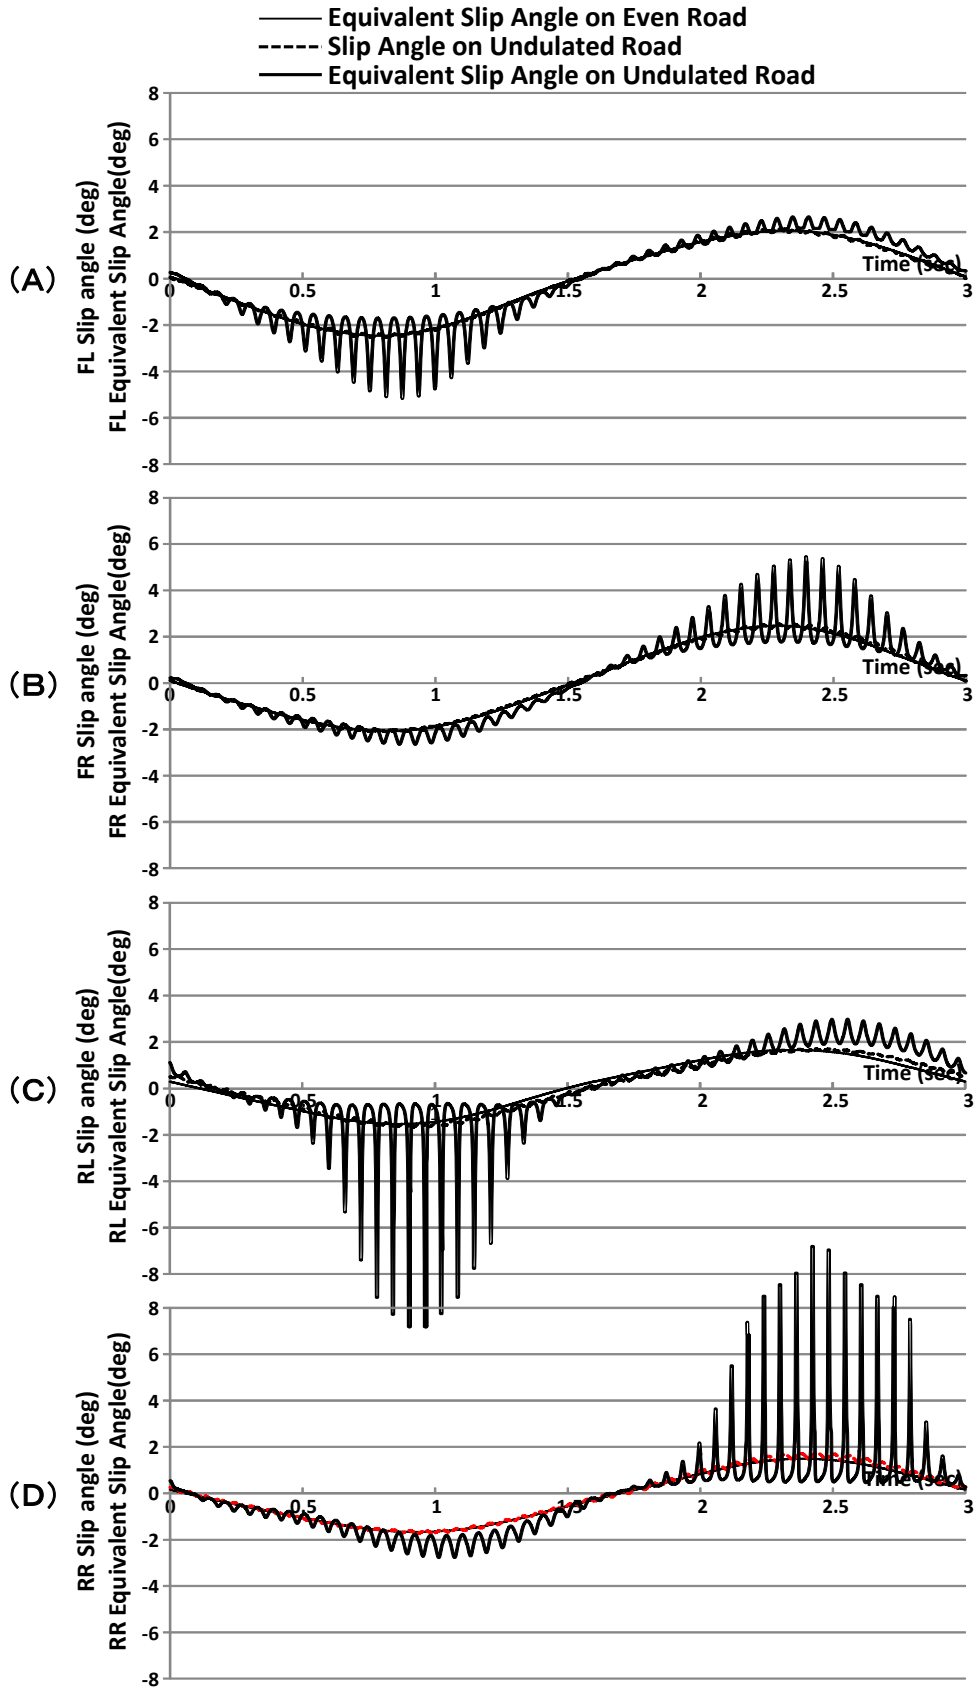 Equivalent Slip Angle on Even Road
Slip Angle on Undulated Road
Equivalent Slip Angle on Undulated Road
(A)
FL Slip angle (deg)
FL Equivalent Slip Angle(deg)
8
6
4
2
0
-2
-4
-6
-8
0 0.5 1 1.5 2 2.5 3
Time (sec)
(B)
FR Slip angle (deg)
FR Equivalent Slip Angle(deg)
8
6
4
2
0
-2
-4
-6
-8
0 0.5 1 1.5 2 2.5 3
Time (sec)
(C)
RL Slip angle (deg)
RL Equivalent Slip Angle(deg)
8
6
4
2
0
-2
-4
-6
-8
0 0.5 1 1.5 2 2.5 3
Time (sec)
(D)
RR Slip angle (deg)
RR Equivalent Slip Angle(deg)
8
6
4
2
0
-2
-4
-6
-8
0 0.5 1 1.5 2 2.5 3
Time (sec)